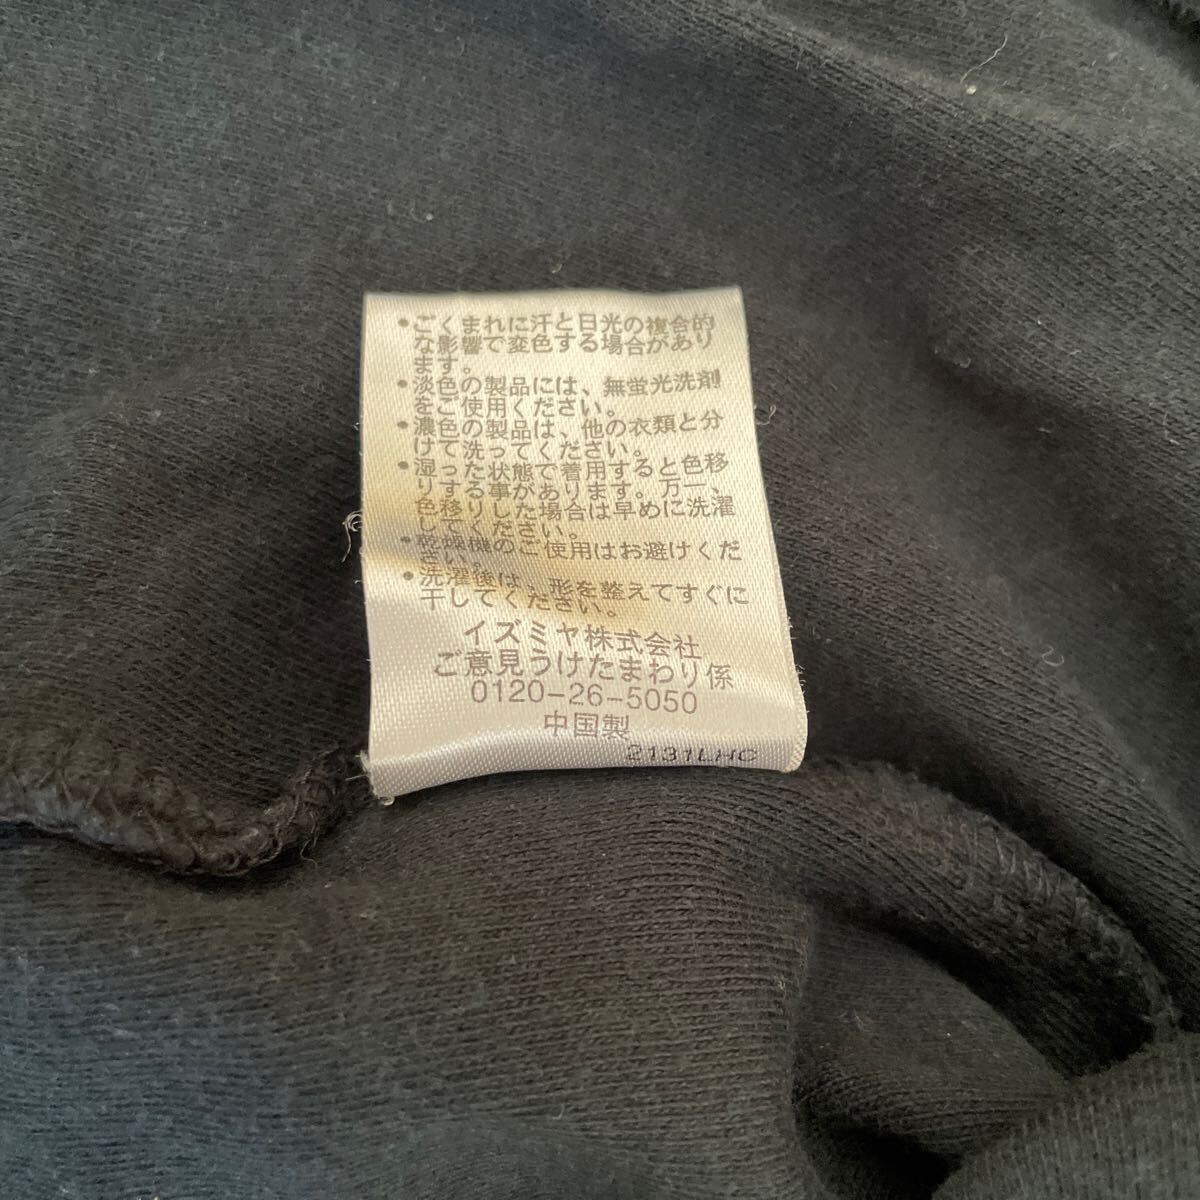 •ごくまれに汗と日光の複合的
な影響で変色する場合があり
ます。
•淡色の製品には、無蛍光洗剤
をご使用ください。
•濃色の製品は、他の衣類と分
けて洗ってください。
•湿った状態で着用すると色移
りする事があります。万一、
色移りした場合は早めに洗濯
してください。
•乾燥機のご使用はお避けくだ
さい。
•洗濯後は、形を整えてすぐに
干してください。
イズミヤ株式会社
ご意見うけたまわり係
0120-26-5050
中国製
2131LHC